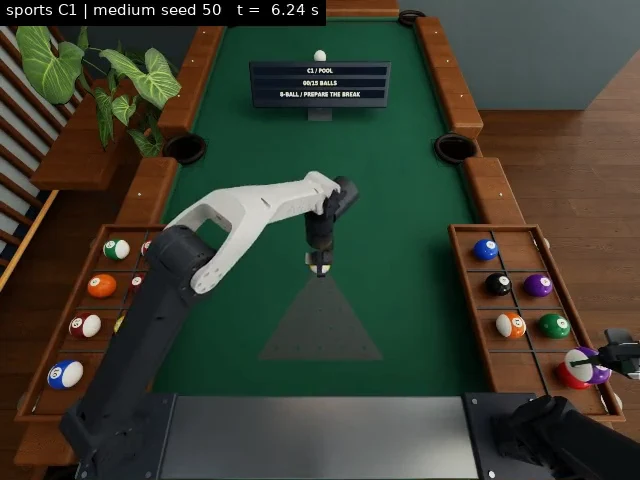 sports C1 | medium seed 50   t =  6.24 s
C1 / POOL
00/15 BALLS
8-BALL / PREPARE THE BREAK